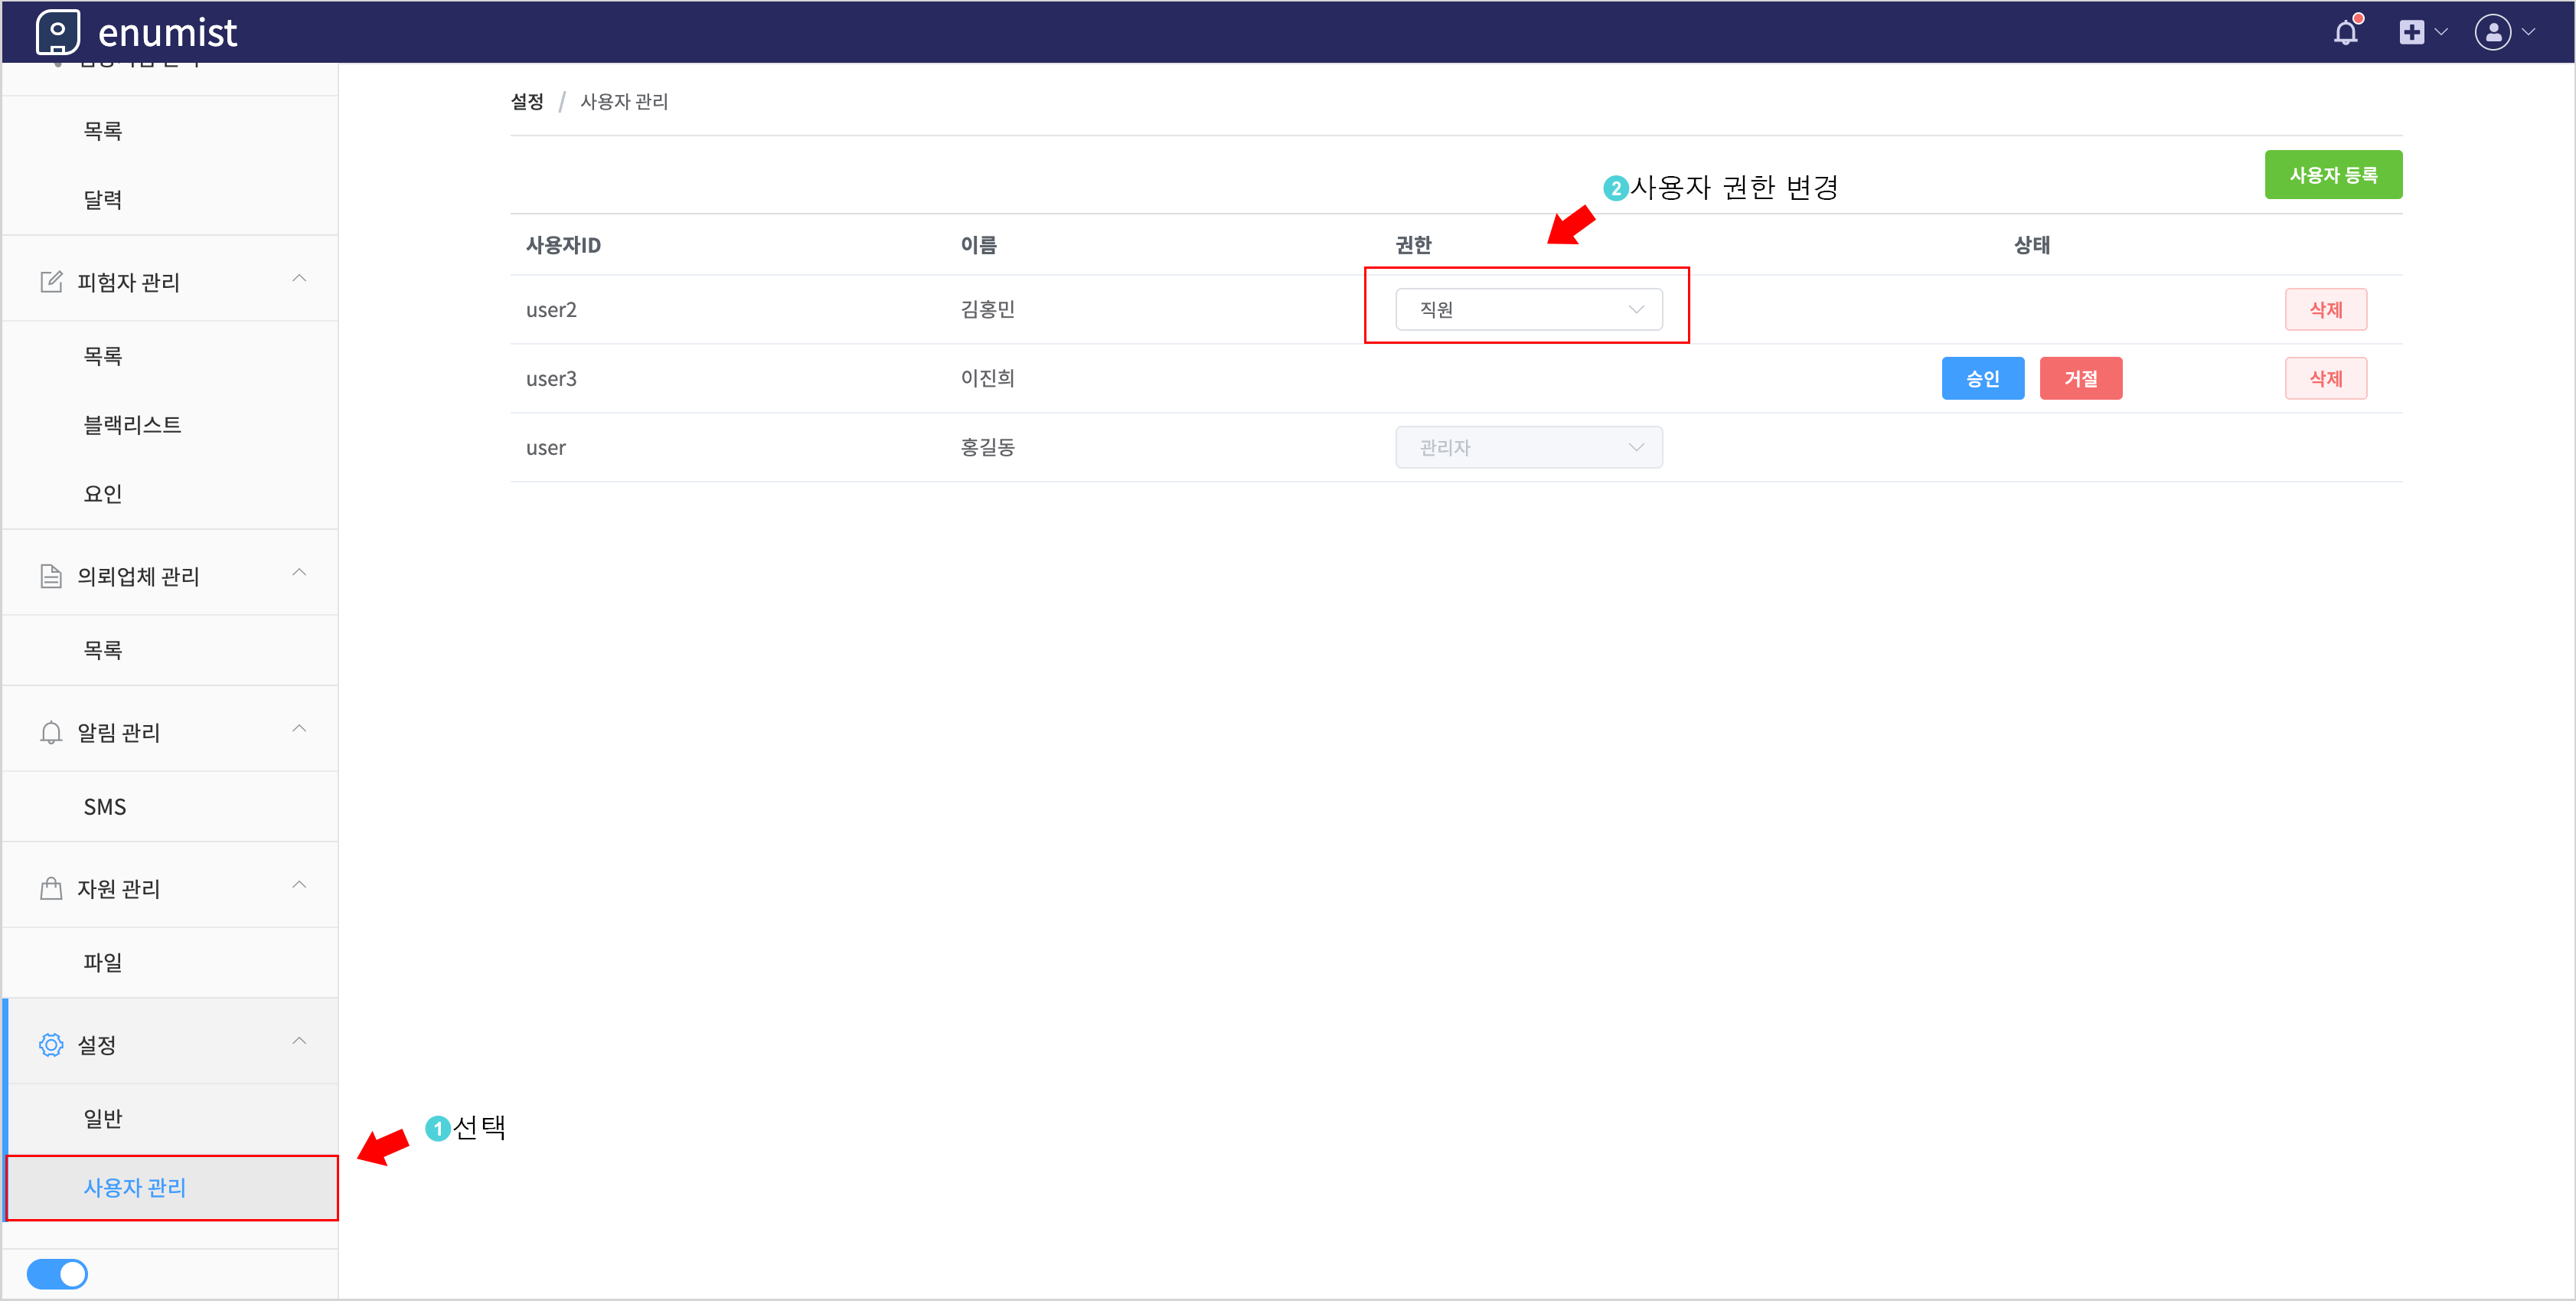 enumist
목록
달력
피험자 관리
목록
블랙리스트
요인
의뢰업체 관리
목록
알림 관리
SMS
자원 관리
파일
설정
일반
사용자 관리
1 선택
설정 / 사용자 관리
2 사용자 권한 변경
사용자 등록
사용자ID 이름 권한 상태
user2 김홍민 직원 삭제
user3 이진희 승인 거절 삭제
user 홍길동 관리자